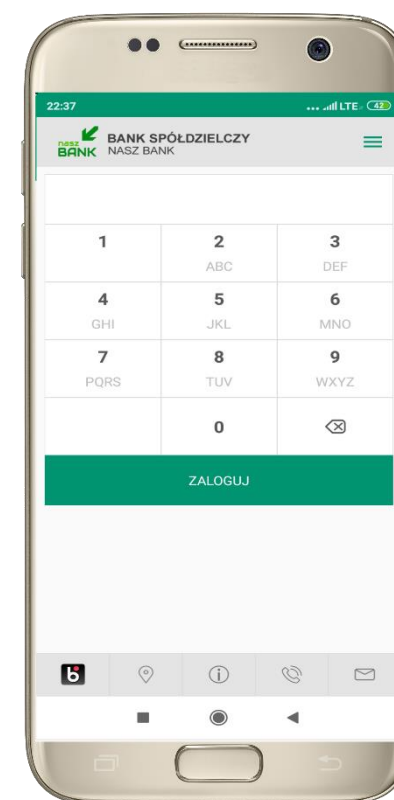 22:37 ... LTE 42
nasz BANK BANK SPÓŁDZIELCZY
NASZ BANK
1 2 3
ABC DEF
4 5 6
GHI JKL MNO
7 8 9
PQRS TUV WXYZ
0
ZALOGUJ
b i